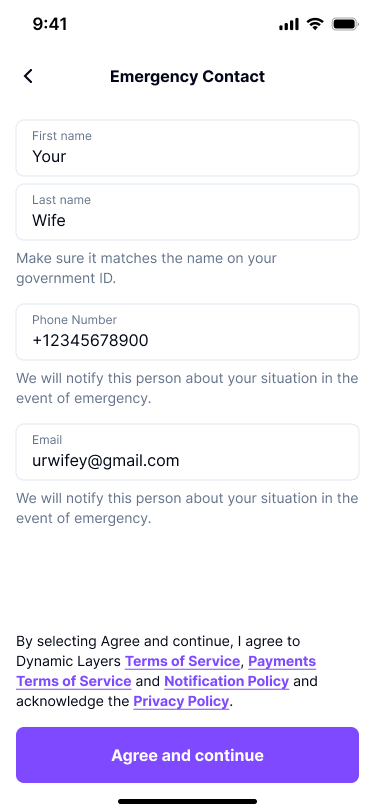 9:41
Emergency Contact
First name
Your
Last name
Wife
Make sure it matches the name on your
government ID.
Phone Number
+12345678900
We will notify this person about your situation in the
event of emergency.
Email
urwifey@gmail.com
We will notify this person about your situation in the
event of emergency.
By selecting Agree and continue, I agree to
Dynamic Layers Terms of Service, Payments
Terms of Service and Notification Policy and
acknowledge the Privacy Policy.
Agree and continue